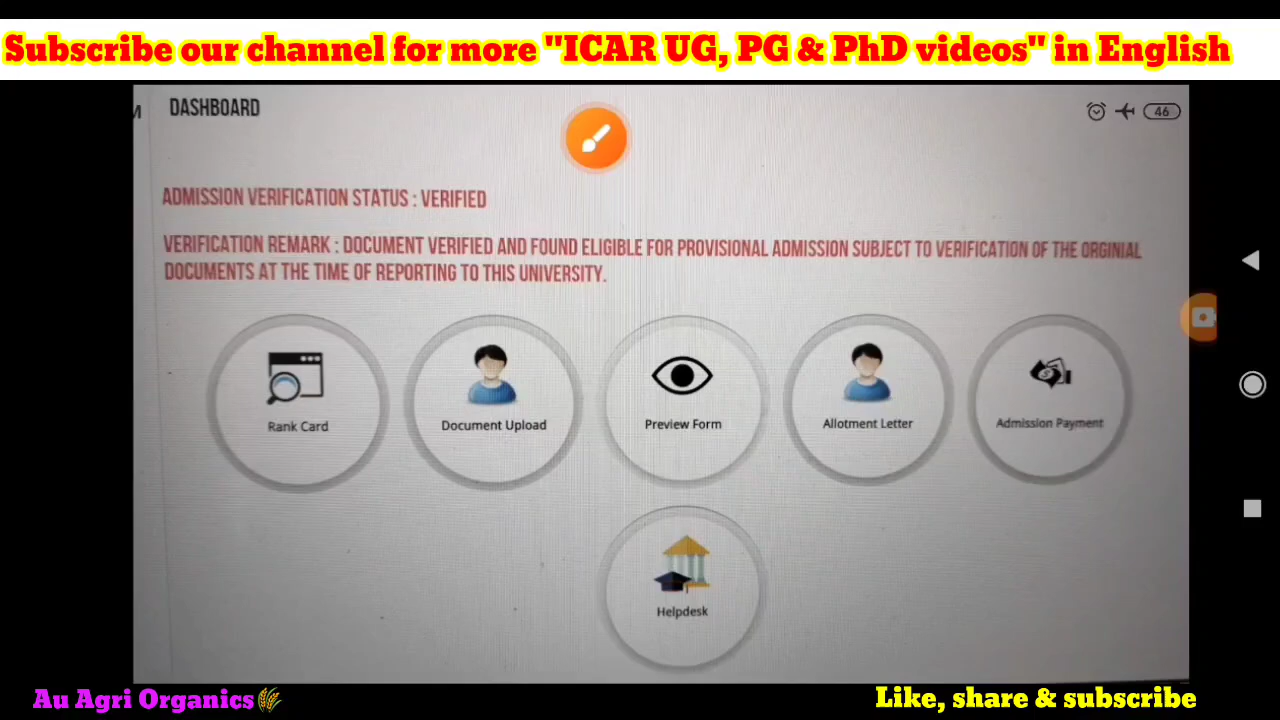 Subscribe our channel for more "ICAR UG, PG & PhD videos" in English
M
DASHBOARD
46
ADMISSION VERIFICATION STATUS : VERIFIED
VERIFICATION REMARK : DOCUMENT VERIFIED AND FOUND ELIGIBLE FOR PROVISIONAL ADMISSION SUBJECT TO VERIFICATION OF THE ORGINIAL
DOCUMENTS AT THE TIME OF REPORTING TO THIS UNIVERSITY.
Rank Card
Document Upload
Preview Form
Allotment Letter
Admission Payment
Helpdesk
Au Agri Organics🌾
Like, share & subscribe